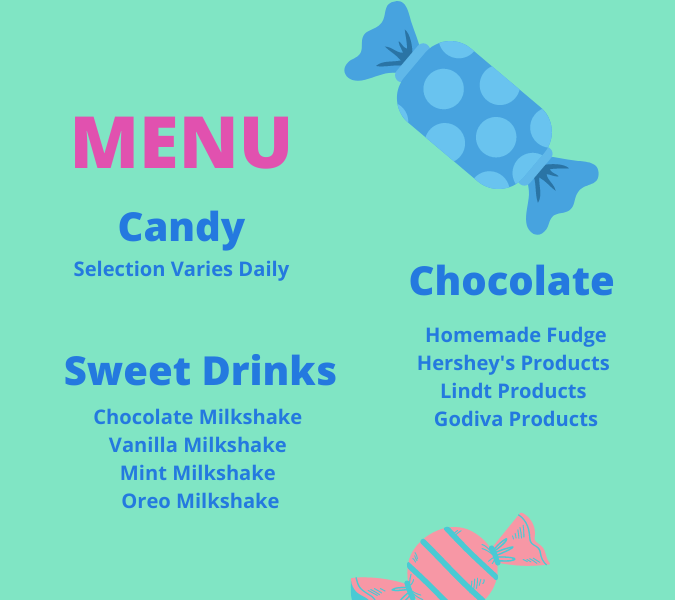 MENU
Candy
Selection Varies Daily
Sweet Drinks
Chocolate Milkshake
Vanilla Milkshake
Mint Milkshake
Oreo Milkshake
Chocolate
Homemade Fudge
Hershey's Products
Lindt Products
Godiva Products